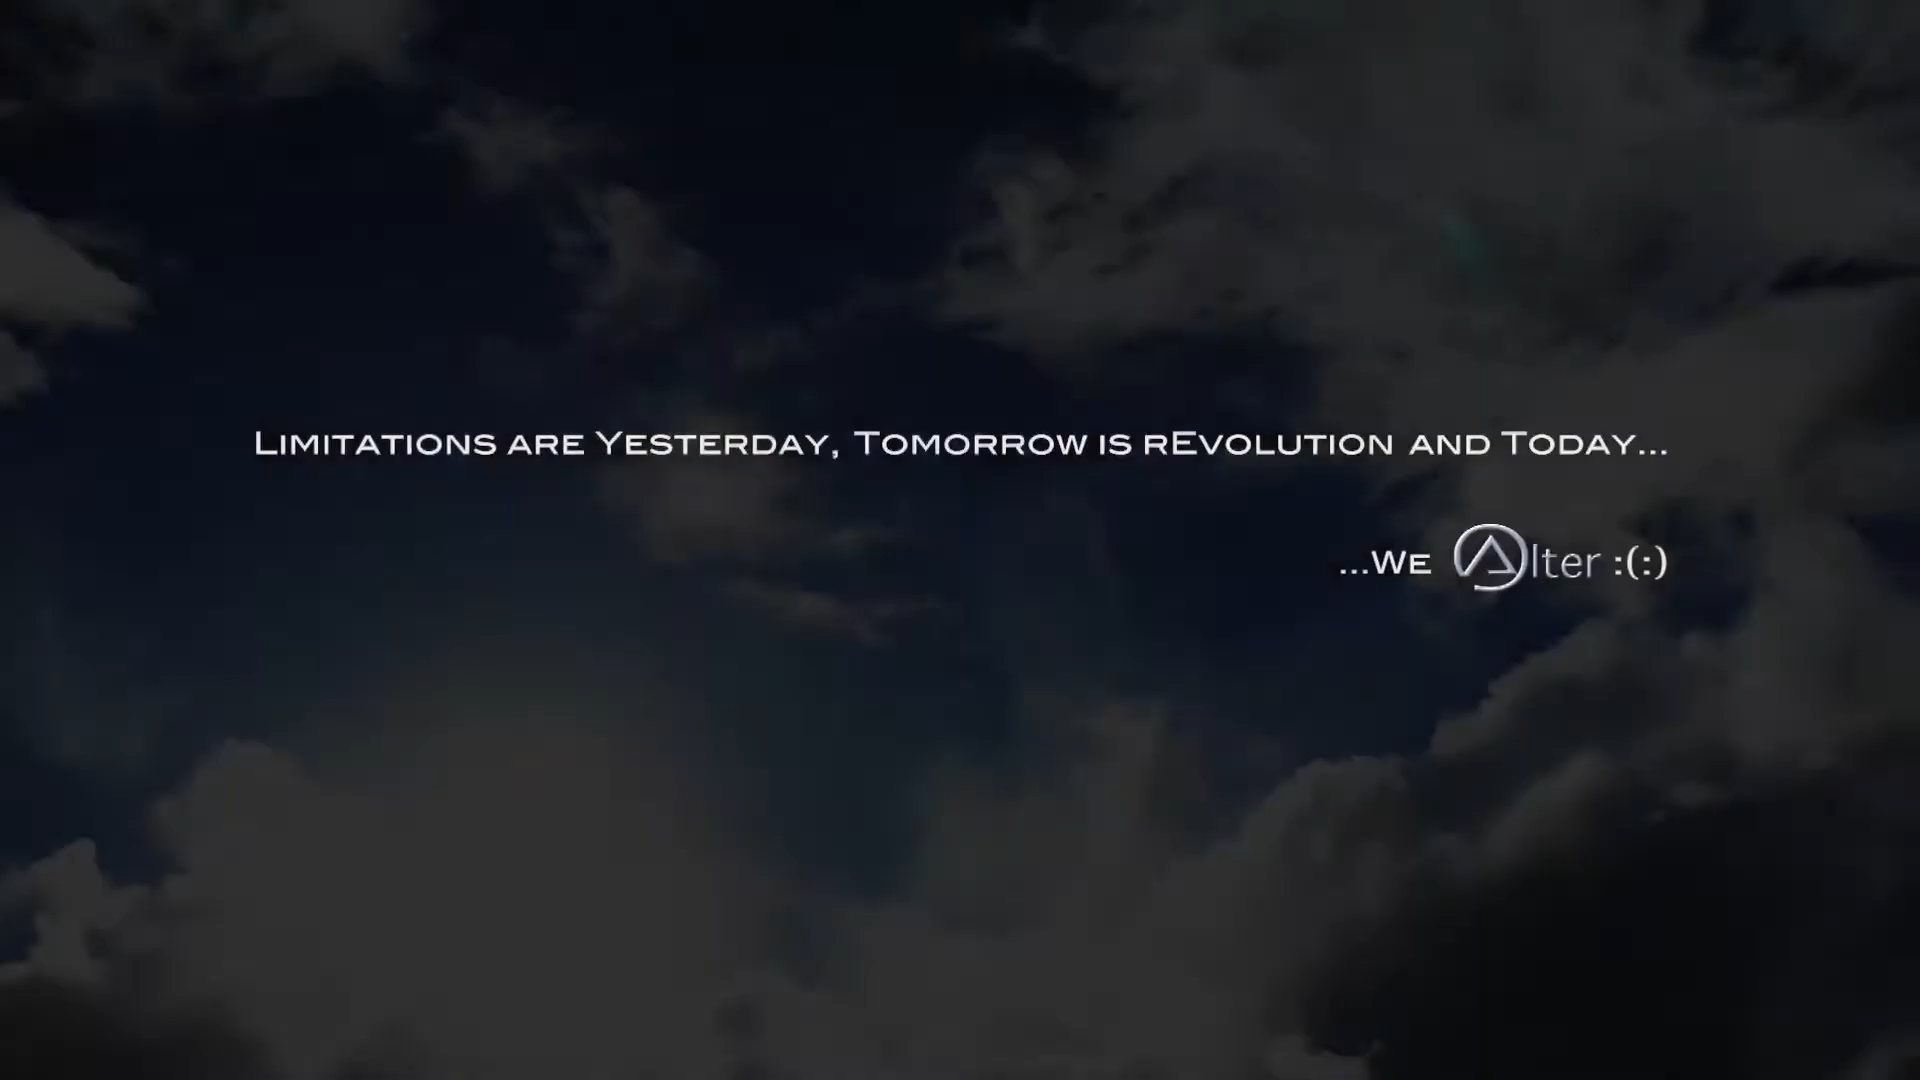 Limitations are Yesterday, Tomorrow is rEvolution and Today...
...We Alter :(:)